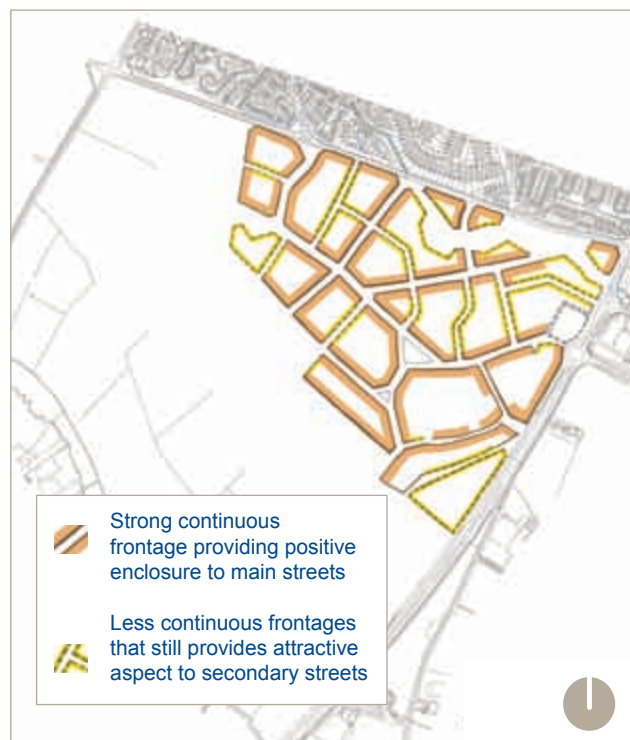 Strong continuous
frontage providing positive
enclosure to main streets
Less continuous frontages
that still provides attractive
aspect to secondary streets